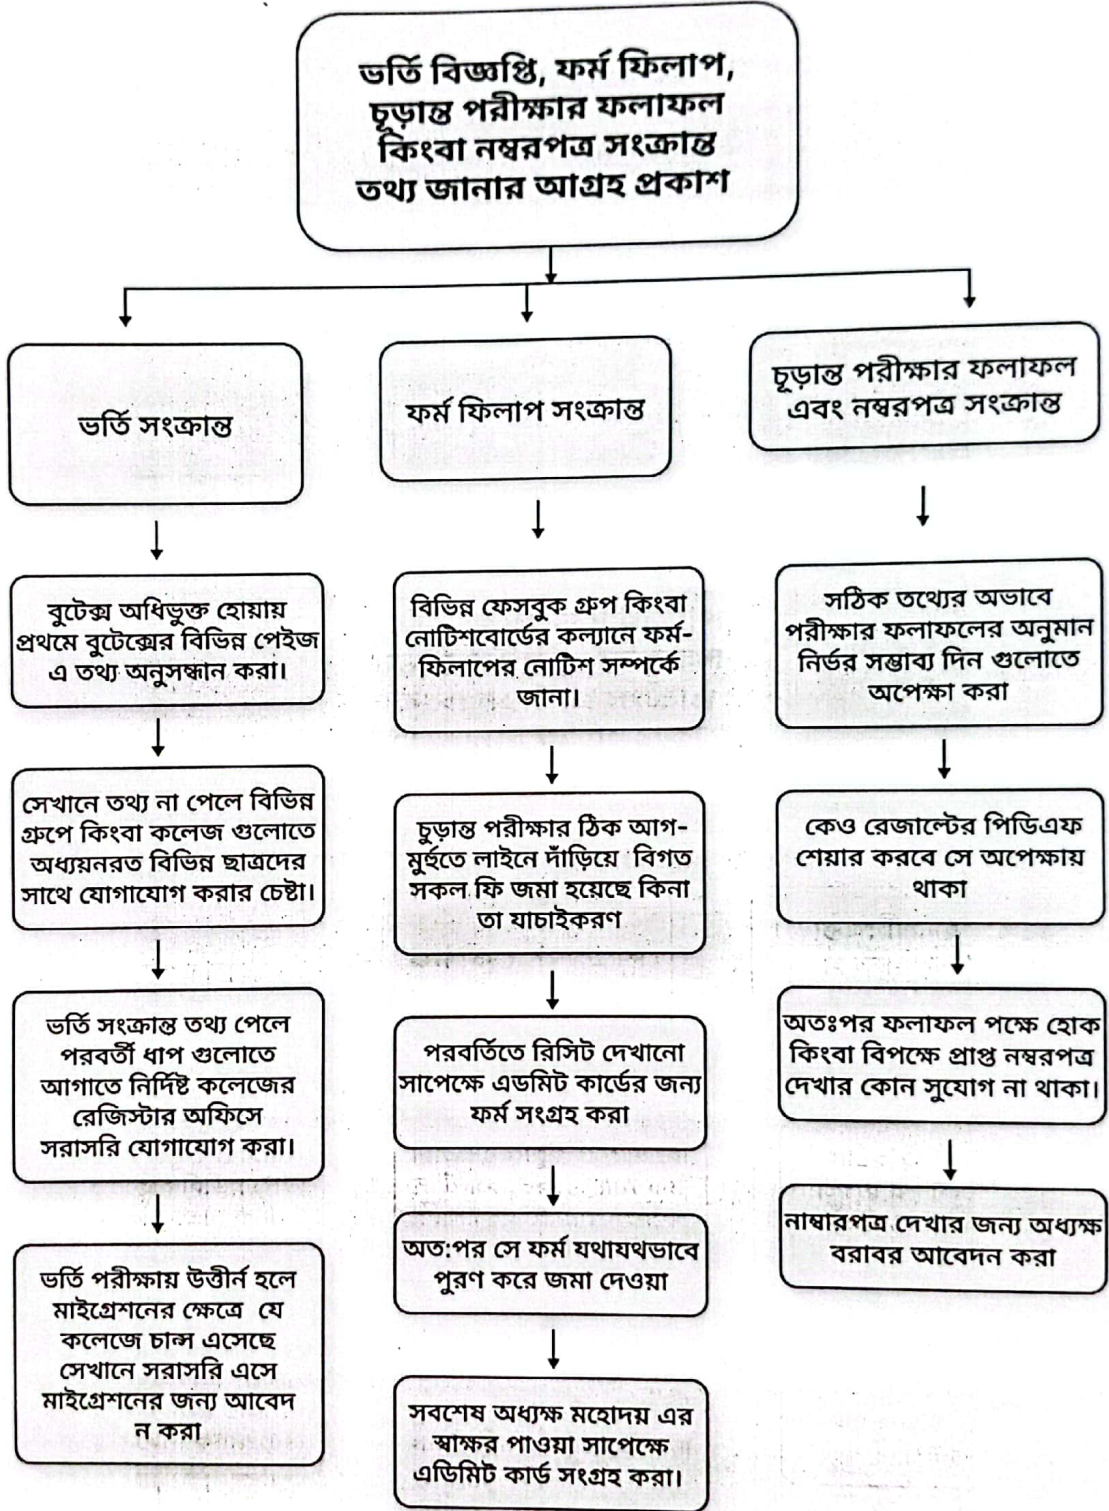 ভর্তি বিজ্ঞপ্তি, ফর্ম ফিলাপ,
চূড়ান্ত পরীক্ষার ফলাফল
কিংবা নম্বরপত্র সংক্রান্ত
তথ্য জানার আগ্রহ প্রকাশ
ভর্তি সংক্রান্ত
বুটেক্স অধিভুক্ত হোয়ায়
প্রথমে বুটেক্সের বিভিন্ন পেইজ
এ তথ্য অনুসন্ধান করা।
সেখানে তথ্য না পেলে বিভিন্ন
গ্রুপে কিংবা কলেজ গুলোতে
অধ্যয়নরত বিভিন্ন ছাত্রদের
সাথে যোগাযোগ করার চেষ্টা।
ভর্তি সংক্রান্ত তথ্য পেলে
পরবর্তী ধাপ গুলোতে
আগাতে নির্দিষ্ট কলেজের
রেজিস্টার অফিসে
সরাসরি যোগাযোগ করা।
ভর্তি পরীক্ষায় উত্তীর্ন হলে
মাইগ্রেশনের ক্ষেত্রে যে
কলেজে চান্স এসেছে
সেখানে সরাসরি এসে
মাইগ্রেশনের জন্য আবেদ
ন করা
ফর্ম ফিলাপ সংক্রান্ত
বিভিন্ন ফেসবুক গ্রুপ কিংবা
নোটিশবোর্ডের কল্যানে ফর্ম-
ফিলাপের নোটিশ সম্পর্কে
জানা।
চুড়ান্ত পরীক্ষার ঠিক আগ-
মুর্হুতে লাইনে দাঁড়িয়ে বিগত
সকল ফি জমা হয়েছে কিনা
তা যাচাইকরণ
পরবর্তিতে রিসিট দেখানো
সাপেক্ষে এডমিট কার্ডের জন্য
ফর্ম সংগ্রহ করা
অত:পর সে ফর্ম যথাযথভাবে
পুরণ করে জমা দেওয়া
সবশেষ অধ্যক্ষ মহোদয় এর
স্বাক্ষর পাওয়া সাপেক্ষে
এডিমিট কার্ড সংগ্রহ করা।
চূড়ান্ত পরীক্ষার ফলাফল
এবং নম্বরপত্র সংক্রান্ত
সঠিক তথ্যের অভাবে
পরীক্ষার ফলাফলের অনুমান
নির্ভর সম্ভাব্য দিন গুলোতে
অপেক্ষা করা
কেও রেজাল্টের পিডিএফ
শেয়ার করবে সে অপেক্ষায়
থাকা
অতঃপর ফলাফল পক্ষে হোক
কিংবা বিপক্ষে প্রাপ্ত নম্বরপত্র
দেখার কোন সুযোগ না থাকা।
নাম্বারপত্র দেখার জন্য অধ্যক্ষ
বরাবর আবেদন করা